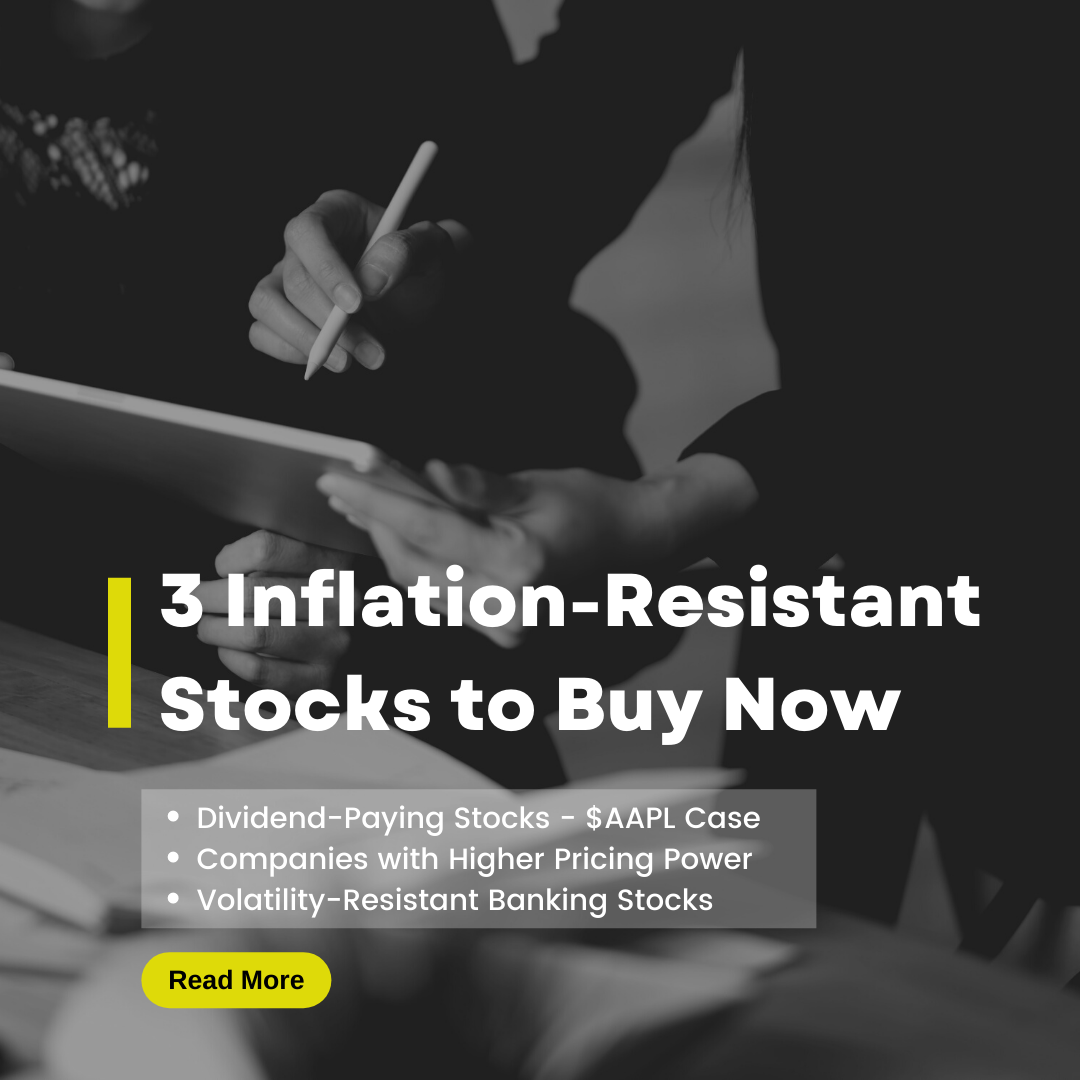 3 Inflation-Resistant
Stocks to Buy Now
• Dividend-Paying Stocks - $AAPL Case
• Companies with Higher Pricing Power
• Volatility-Resistant Banking Stocks
Read More